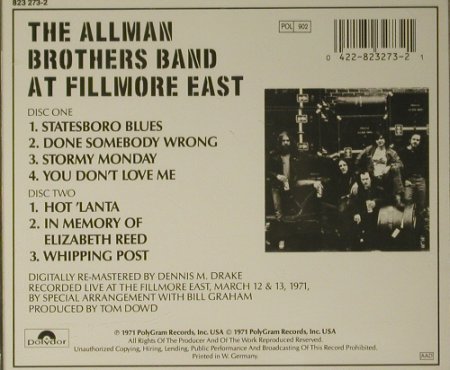 823 273-2
POL 902
0 422-823273-2 1
THE ALLMAN
BROTHERS BAND
AT FILLMORE EAST
DISC ONE
1. STATESBORO BLUES
2. DONE SOMEBODY WRONG
3. STORMY MONDAY
4. YOU DON'T LOVE ME
DISC TWO
1. HOT 'LANTA
2. IN MEMORY OF
ELIZABETH REED
3. WHIPPING POST
DIGITALLY RE-MASTERED BY DENNIS M. DRAKE
RECORDED LIVE AT THE FILLMORE EAST, MARCH 12 & 13, 1971,
BY SPECIAL ARRANGEMENT WITH BILL GRAHAM
PRODUCED BY TOM DOWD
polydor
℗ 1971 PolyGram Records, Inc. USA © 1971 PolyGram Records, Inc. USA
All Rights Of The Producer And Of The Work Reproduced Reserved.
Unauthorized Copying, Hiring, Lending, Public Performance And Broadcasting Of This Record Prohibited.
Printed in W. Germany.
AAD